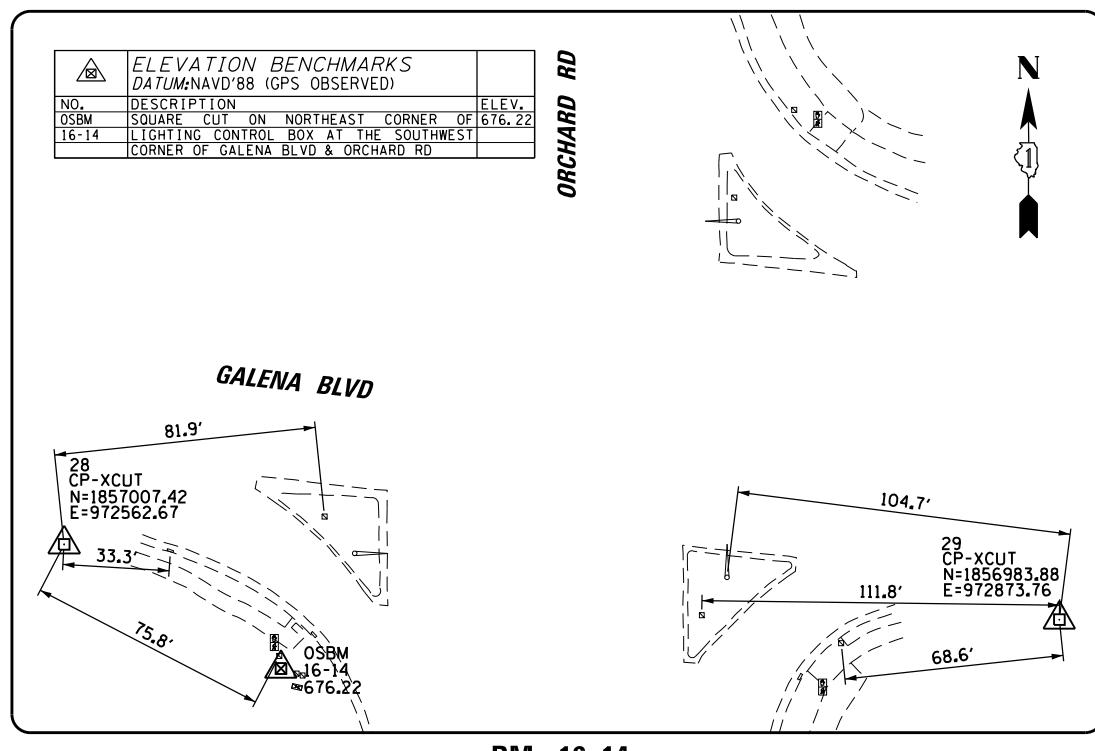 ELEVATION BENCHMARKS
DATUM:NAVD'88 (GPS OBSERVED)
NO. DESCRIPTION ELEV.
OSBM SQUARE CUT ON NORTHEAST CORNER OF 676.22
16-14 LIGHTING CONTROL BOX AT THE SOUTHWEST
CORNER OF GALENA BLVD & ORCHARD RD
ORCHARD RD
N
1
GALENA BLVD
81.9'
28
CP-XCUT
N=1857007.42
E=972562.67
33.3'
75.8'
OSBM
16-14
676.22
104.7'
29
CP-XCUT
N=1856983.88
E=972873.76
111.8'
68.6'